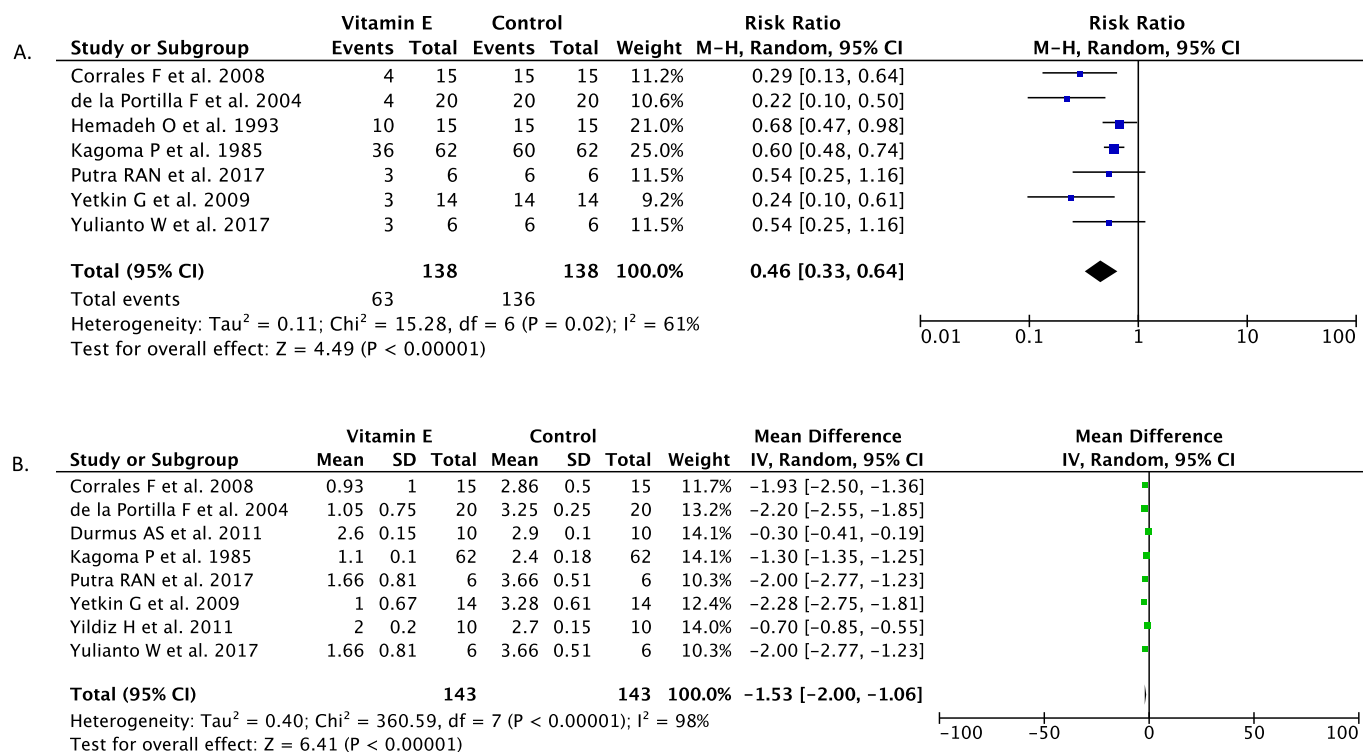 A.
Vitamin E Control Risk Ratio Risk Ratio
Study or Subgroup Events Total Events Total Weight M-H, Random, 95% CI M-H, Random, 95% CI
Corrales F et al. 2008 4 15 15 15 11.2% 0.29 [0.13, 0.64]
de la Portilla F et al. 2004 4 20 20 20 10.6% 0.22 [0.10, 0.50]
Hemadeh O et al. 1993 10 15 15 15 21.0% 0.68 [0.47, 0.98]
Kagoma P et al. 1985 36 62 60 62 25.0% 0.60 [0.48, 0.74]
Putra RAN et al. 2017 3 6 6 6 11.5% 0.54 [0.25, 1.16]
Yetkin G et al. 2009 3 14 14 14 9.2% 0.24 [0.10, 0.61]
Yulianto W et al. 2017 3 6 6 6 11.5% 0.54 [0.25, 1.16]
Total (95% CI) 138 138 100.0% 0.46 [0.33, 0.64]
Total events 63 136
Heterogeneity: Tau² = 0.11; Chi² = 15.28, df = 6 (P = 0.02); I² = 61%
Test for overall effect: Z = 4.49 (P < 0.00001)
0.01 0.1 1 10 100
B.
Vitamin E Control Mean Difference Mean Difference
Study or Subgroup Mean SD Total Mean SD Total Weight IV, Random, 95% CI IV, Random, 95% CI
Corrales F et al. 2008 0.93 1 15 2.86 0.5 15 11.7% -1.93 [-2.50, -1.36]
de la Portilla F et al. 2004 1.05 0.75 20 3.25 0.25 20 13.2% -2.20 [-2.55, -1.85]
Durmus AS et al. 2011 2.6 0.15 10 2.9 0.1 10 14.1% -0.30 [-0.41, -0.19]
Kagoma P et al. 1985 1.1 0.1 62 2.4 0.18 62 14.1% -1.30 [-1.35, -1.25]
Putra RAN et al. 2017 1.66 0.81 6 3.66 0.51 6 10.3% -2.00 [-2.77, -1.23]
Yetkin G et al. 2009 1 0.67 14 3.28 0.61 14 12.4% -2.28 [-2.75, -1.81]
Yildiz H et al. 2011 2 0.2 10 2.7 0.15 10 14.0% -0.70 [-0.85, -0.55]
Yulianto W et al. 2017 1.66 0.81 6 3.66 0.51 6 10.3% -2.00 [-2.77, -1.23]
Total (95% CI) 143 143 100.0% -1.53 [-2.00, -1.06]
Heterogeneity: Tau² = 0.40; Chi² = 360.59, df = 7 (P < 0.00001); I² = 98%
Test for overall effect: Z = 6.41 (P < 0.00001)
-100 -50 0 50 100